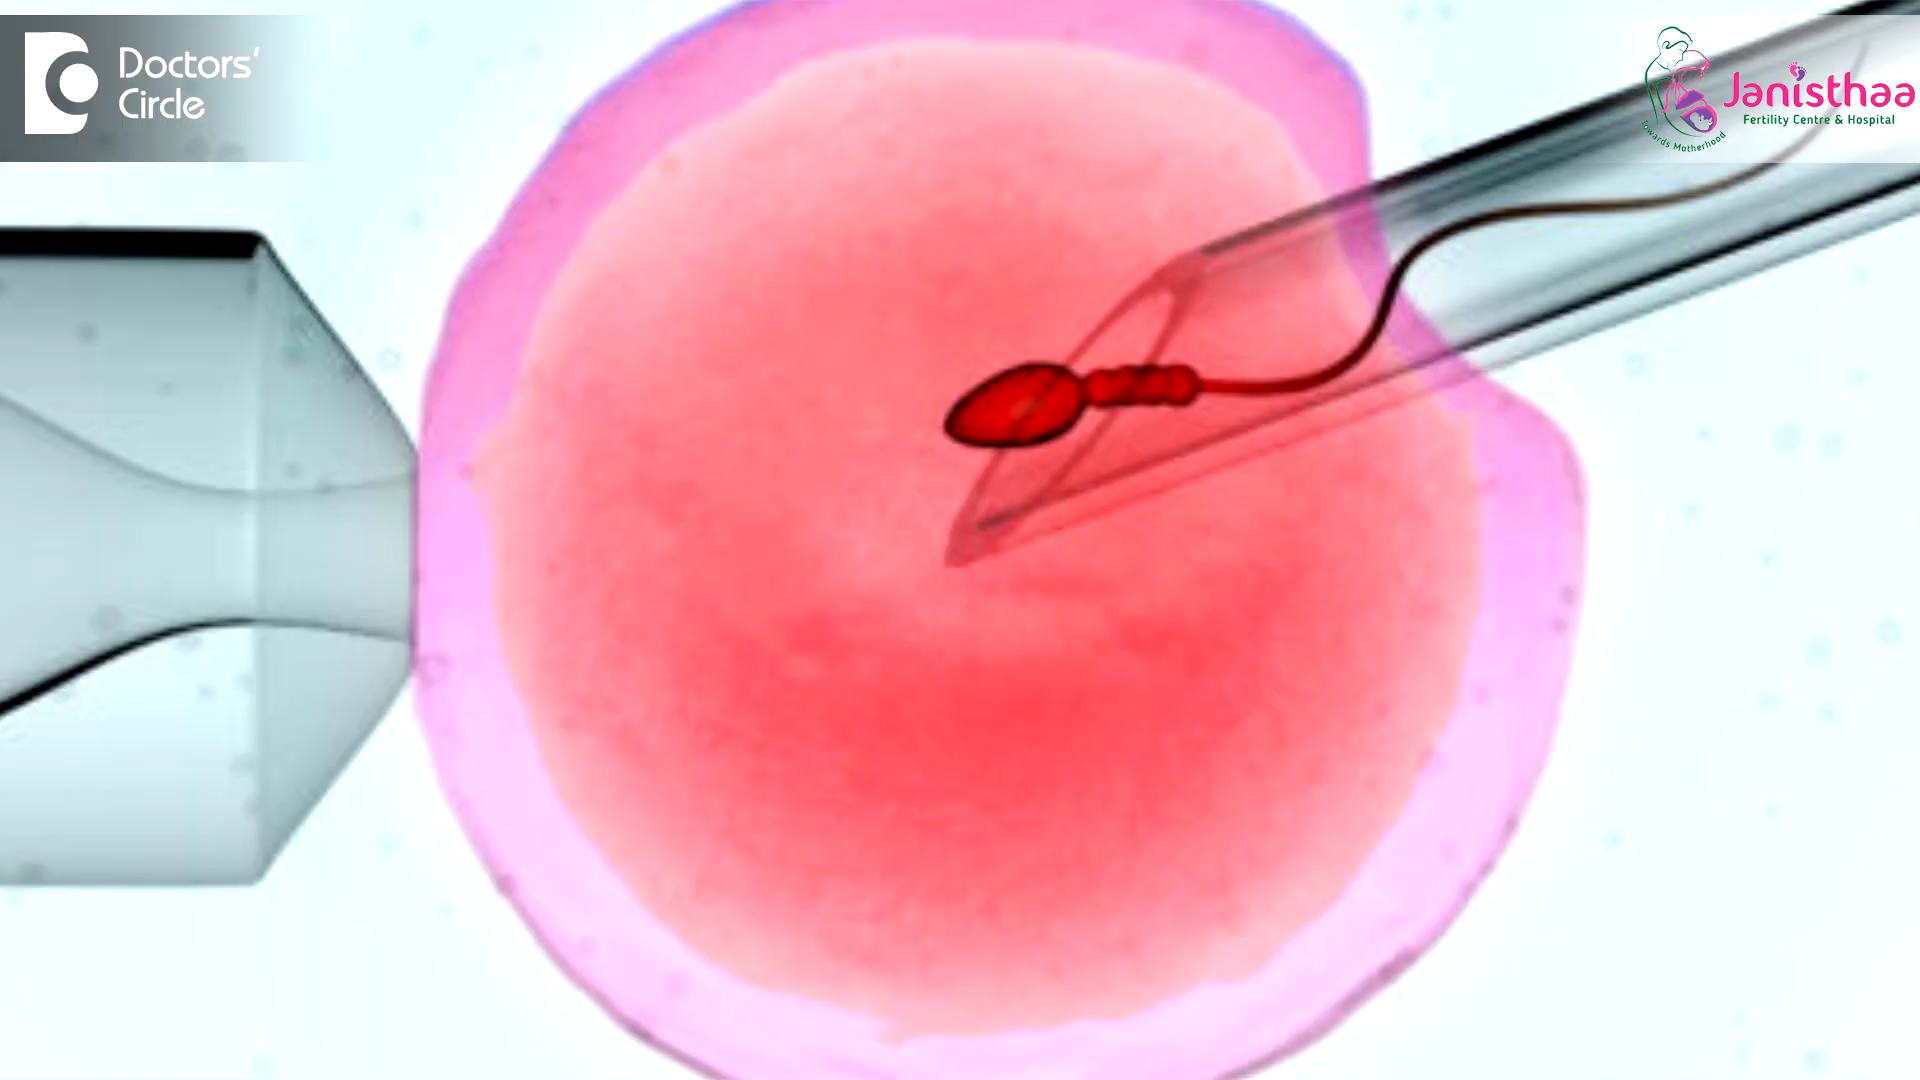 Doctors'
Circle
Janisthaa
Fertility Centre & Hospital
Towards Motherhood